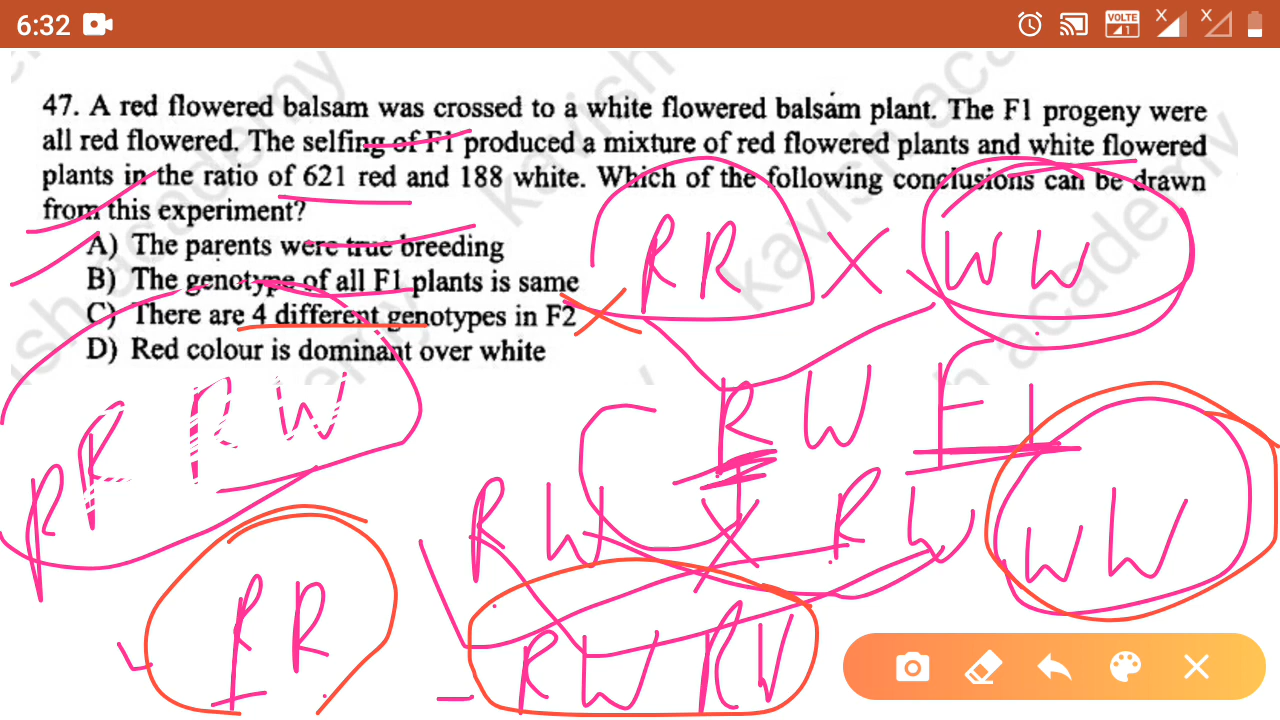 6:32
VOLTE
1
X
X
47. A red flowered balsam was crossed to a white flowered balsam plant. The F1 progeny were
all red flowered. The selfing of F1 produced a mixture of red flowered plants and white flowered
plants in the ratio of 621 red and 188 white. Which of the following conclusions can be drawn
from this experiment?
A) The parents were true breeding
B) The genotype of all F1 plants is same
C) There are 4 different genotypes in F2
D) Red colour is dominant over white
kavish academy
RR X WW
RW F1
RR RW
RW X RW
WW
RR
RW RW